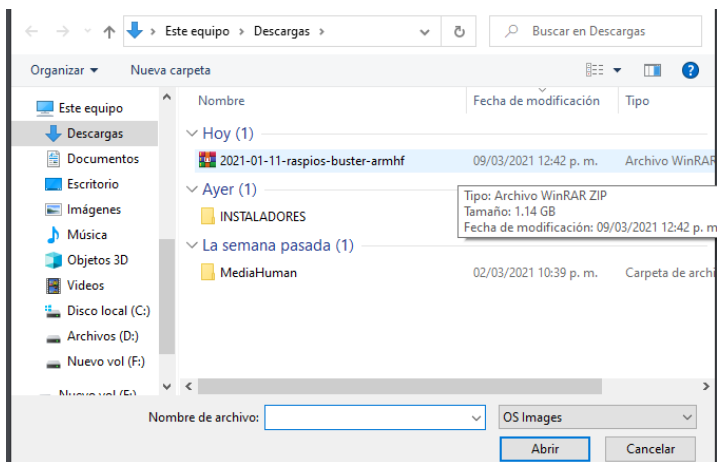 Este equipo > Descargas >
Buscar en Descargas
Organizar
Nueva carpeta
Este equipo
Descargas
Documentos
Escritorio
Imágenes
Música
Objetos 3D
Videos
Disco local (C:)
Archivos (D:)
Nuevo vol (F:)
Nuevo vol (F:)
Nombre
Fecha de modificación
Tipo
Hoy (1)
2021-01-11-raspios-buster-armhf
09/03/2021 12:42 p. m.
Archivo WinRAR
Ayer (1)
INSTALADORES
Tipo: Archivo WinRAR ZIP
Tamaño: 1.14 GB
Fecha de modificación: 09/03/2021 12:42 p. m
La semana pasada (1)
MediaHuman
02/03/2021 10:39 p. m.
Carpeta de archi
Nombre de archivo:
OS Images
Abrir
Cancelar